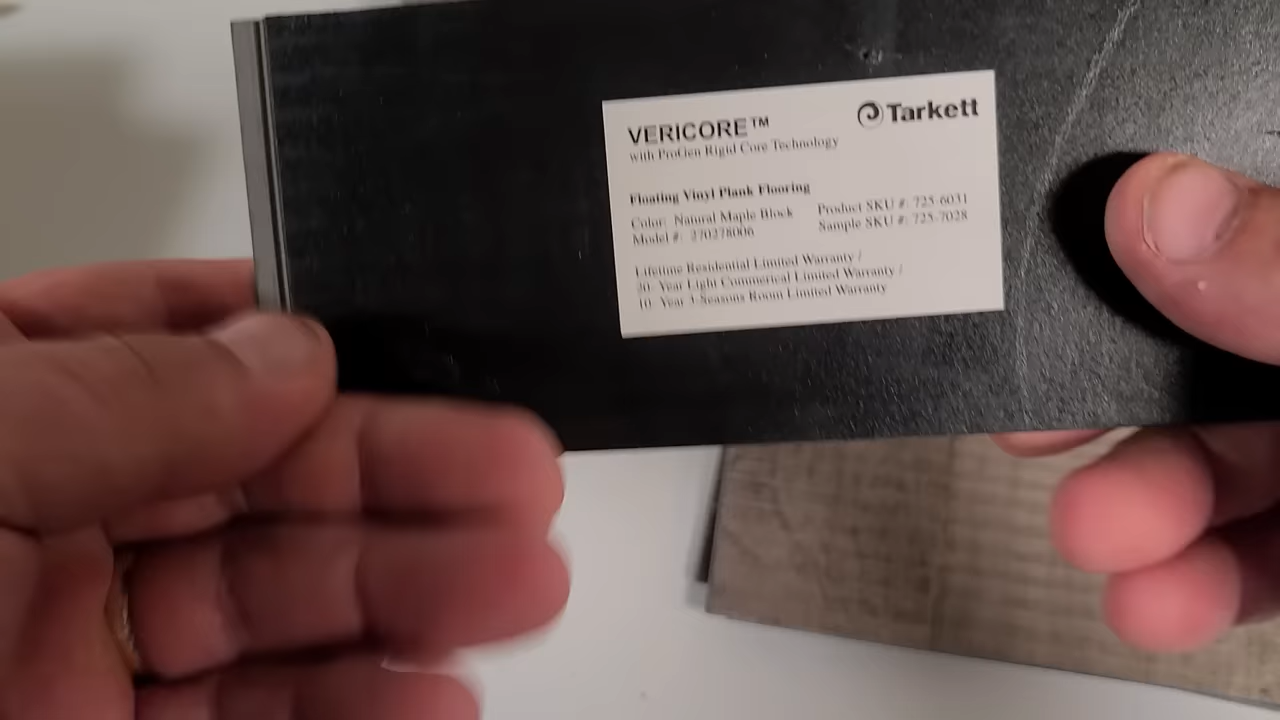 Tarkett
VERICORE™
with ProGen Rigid Core Technology
Floating Vinyl Plank Flooring
Color: Natural Maple Block
Model #: 270278006
Product SKU #: 725-6031
Sample SKU #: 725-7028
Lifetime Residential Limited Warranty /
20- Year Light Commerical Limited Warranty /
10- Year 3-Seasons Room Limited Warranty